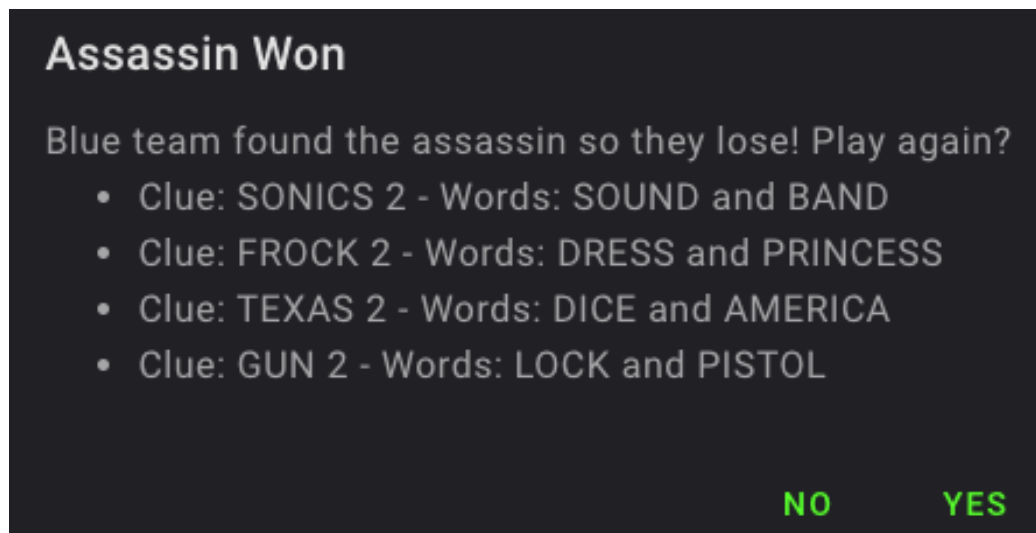 Assassin Won
Blue team found the assassin so they lose! Play again?
• Clue: SONICS 2 - Words: SOUND and BAND
• Clue: FROCK 2 - Words: DRESS and PRINCESS
• Clue: TEXAS 2 - Words: DICE and AMERICA
• Clue: GUN 2 - Words: LOCK and PISTOL
NO YES